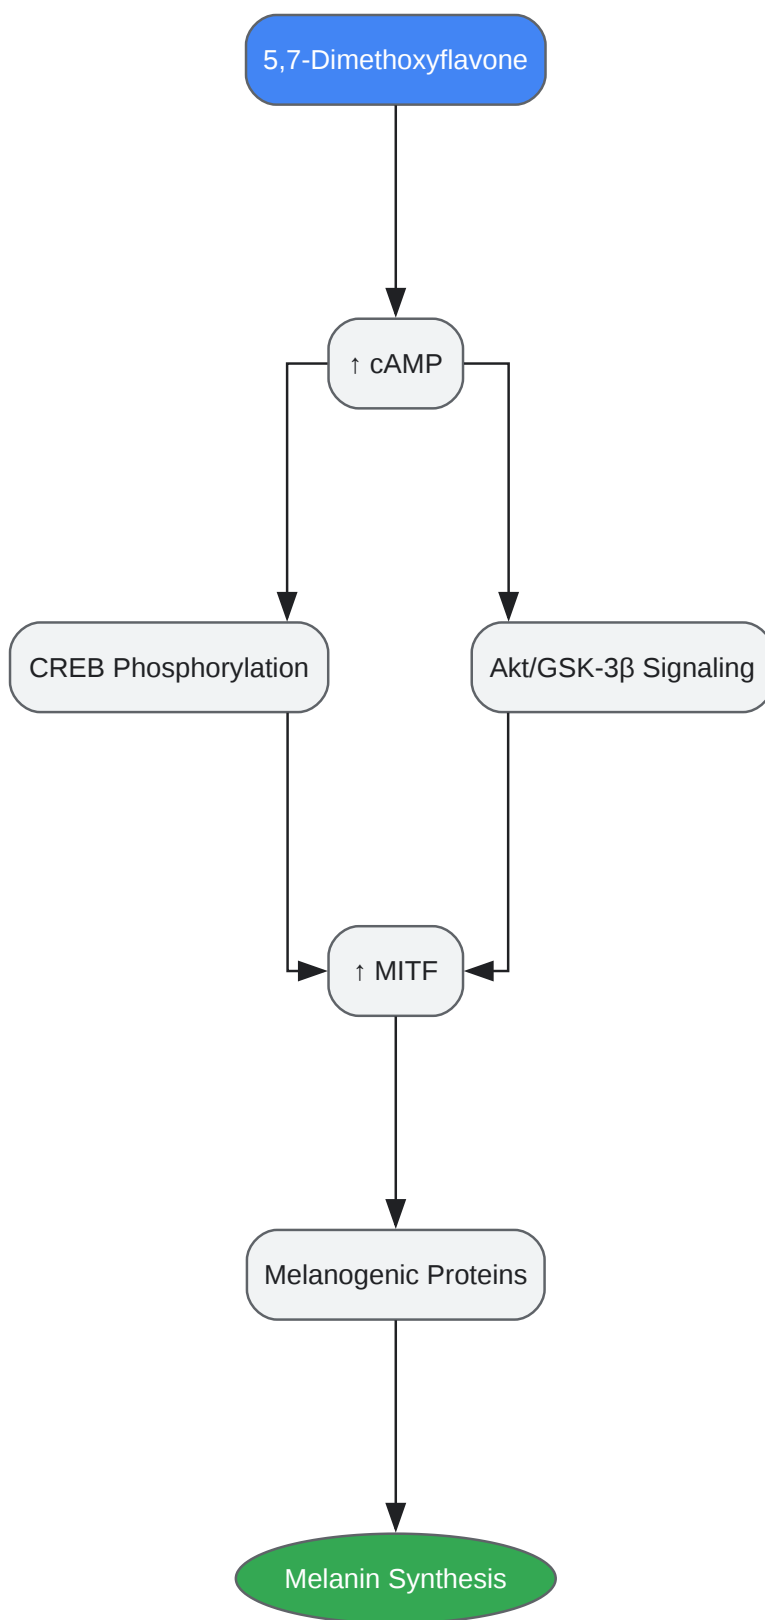 5,7-Dimethoxyflavone
↑ cAMP
CREB Phosphorylation
Akt/GSK-3β Signaling
↑ MITF
Melanogenic Proteins
Melanin Synthesis